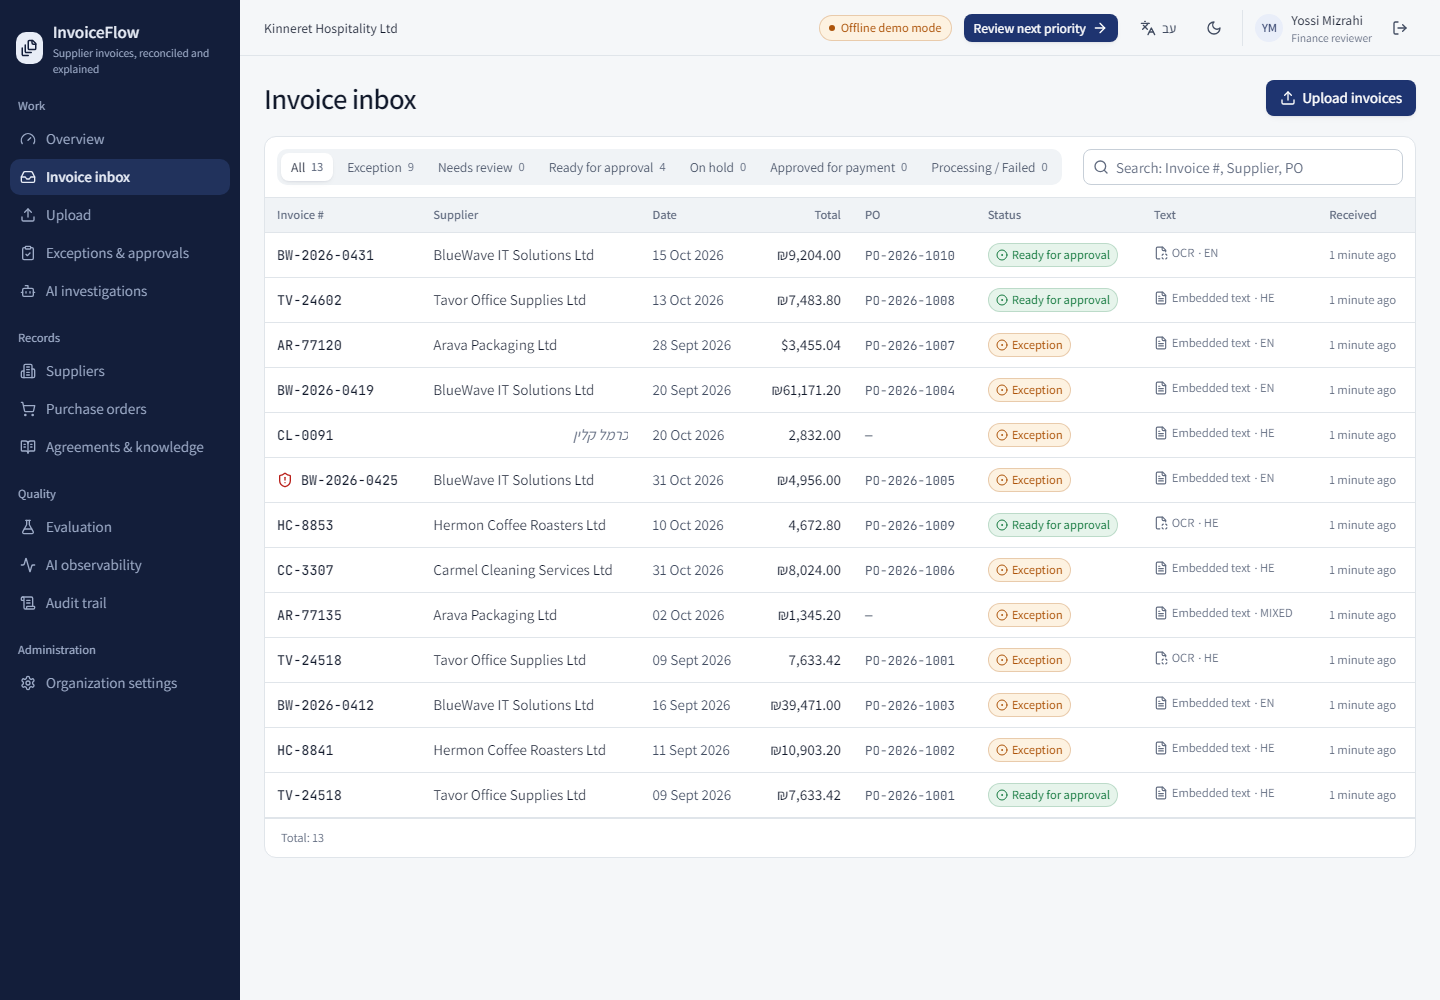 InvoiceFlow
Supplier invoices, reconciled and
explained
Work
Overview
Invoice inbox
Upload
Exceptions & approvals
AI investigations
Records
Suppliers
Purchase orders
Agreements & knowledge
Quality
Evaluation
AI observability
Audit trail
Administration
Organization settings
Kinneret Hospitality Ltd
Offline demo mode
Review next priority
עב
YM
Yossi Mizrahi
Finance reviewer
Invoice inbox
Upload invoices
All 13 Exception 9 Needs review 0 Ready for approval 4 On hold 0 Approved for payment 0 Processing / Failed 0
Search: Invoice #, Supplier, PO
Invoice # Supplier Date Total PO Status Text Received
BW-2026-0431 BlueWave IT Solutions Ltd 15 Oct 2026 ₪9,204.00 PO-2026-1010 Ready for approval OCR · EN 1 minute ago
TV-24602 Tavor Office Supplies Ltd 13 Oct 2026 ₪7,483.80 PO-2026-1008 Ready for approval Embedded text · HE 1 minute ago
AR-77120 Arava Packaging Ltd 28 Sept 2026 $3,455.04 PO-2026-1007 Exception Embedded text · EN 1 minute ago
BW-2026-0419 BlueWave IT Solutions Ltd 20 Sept 2026 ₪61,171.20 PO-2026-1004 Exception Embedded text · EN 1 minute ago
CL-0091 כרמל קלין 20 Oct 2026 2,832.00 – Exception Embedded text · HE 1 minute ago
BW-2026-0425 BlueWave IT Solutions Ltd 31 Oct 2026 ₪4,956.00 PO-2026-1005 Exception Embedded text · EN 1 minute ago
HC-8853 Hermon Coffee Roasters Ltd 10 Oct 2026 4,672.80 PO-2026-1009 Ready for approval OCR · HE 1 minute ago
CC-3307 Carmel Cleaning Services Ltd 31 Oct 2026 ₪8,024.00 PO-2026-1006 Exception Embedded text · HE 1 minute ago
AR-77135 Arava Packaging Ltd 02 Oct 2026 ₪1,345.20 – Exception Embedded text · MIXED 1 minute ago
TV-24518 Tavor Office Supplies Ltd 09 Sept 2026 7,633.42 PO-2026-1001 Exception OCR · HE 1 minute ago
BW-2026-0412 BlueWave IT Solutions Ltd 16 Sept 2026 ₪39,471.00 PO-2026-1003 Exception Embedded text · EN 1 minute ago
HC-8841 Hermon Coffee Roasters Ltd 11 Sept 2026 ₪10,903.20 PO-2026-1002 Exception Embedded text · HE 1 minute ago
TV-24518 Tavor Office Supplies Ltd 09 Sept 2026 ₪7,633.42 PO-2026-1001 Ready for approval Embedded text · HE 1 minute ago
Total: 13